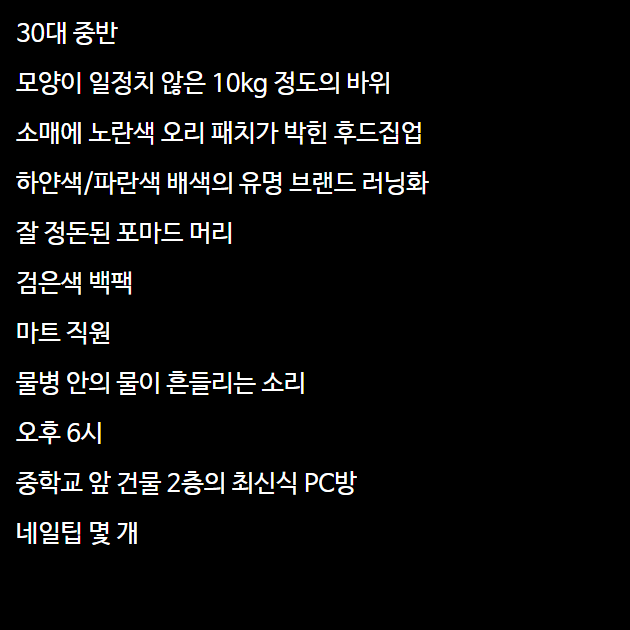 30대 중반
모양이 일정치 않은 10kg 정도의 바위
소매에 노란색 오리 패치가 박힌 후드집업
하얀색/파란색 배색의 유명 브랜드 러닝화
잘 정돈된 포마드 머리
검은색 백팩
마트 직원
물병 안의 물이 흔들리는 소리
오후 6시
중학교 앞 건물 2층의 최신식 PC방
네일팁 몇 개